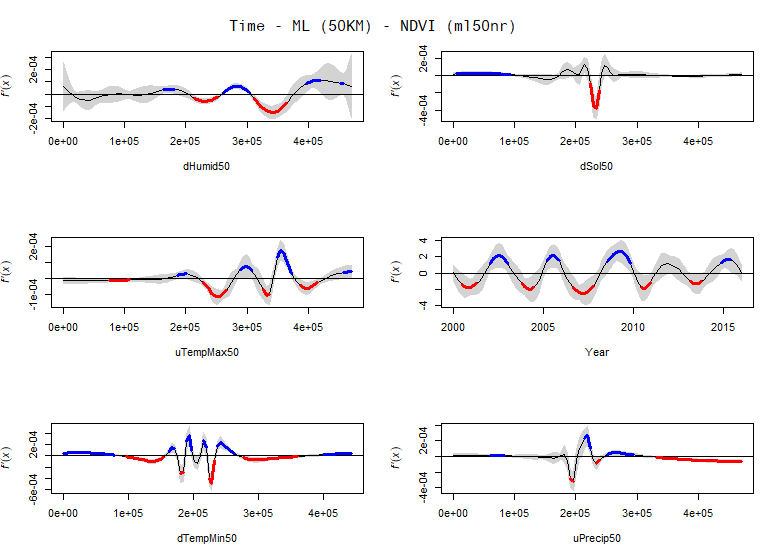 Time - ML (50KM) - NDVI (ml50nr)
f'(x)
-2e-04 2e-04
0e+00 1e+05 2e+05 3e+05 4e+05
dHumid50
f'(x)
-4e-04 2e-04
0e+00 1e+05 2e+05 3e+05 4e+05
dSol50
f'(x)
-1e-04 2e-04
0e+00 1e+05 2e+05 3e+05 4e+05
uTempMax50
f'(x)
-4 0 2 4
2000 2005 2010 2015
Year
f'(x)
-6e-04 2e-04
0e+00 1e+05 2e+05 3e+05 4e+05
dTempMin50
f'(x)
-4e-04 2e-04
0e+00 1e+05 2e+05 3e+05 4e+05
uPrecip50